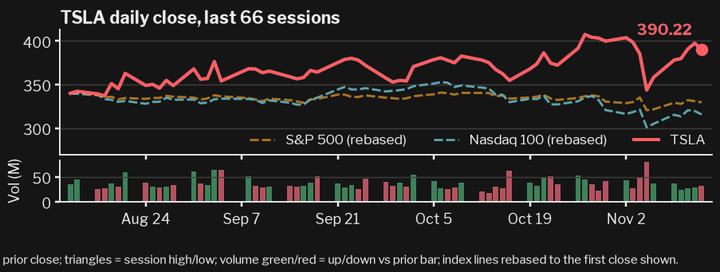 TSLA daily close, last 66 sessions
390.22
400
350
300
S&P 500 (rebased)
Nasdaq 100 (rebased)
TSLA
Vol (M)
50
0
Aug 24
Sep 7
Sep 21
Oct 5
Oct 19
Nov 2
prior close; triangles = session high/low; volume green/red = up/down vs prior bar; index lines rebased to the first close shown.